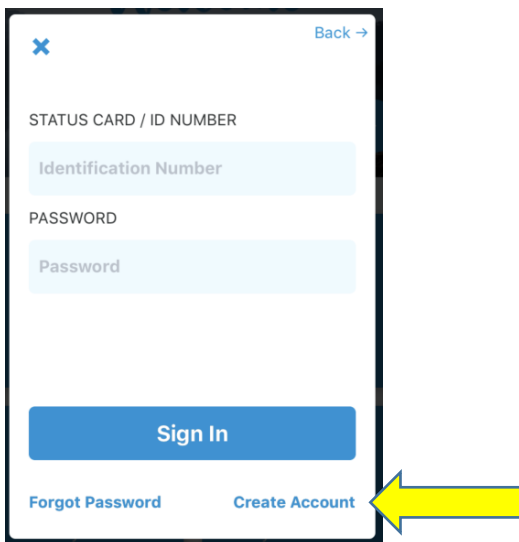 Back →
×
STATUS CARD / ID NUMBER
Identification Number
PASSWORD
Password
Sign In
Forgot Password Create Account